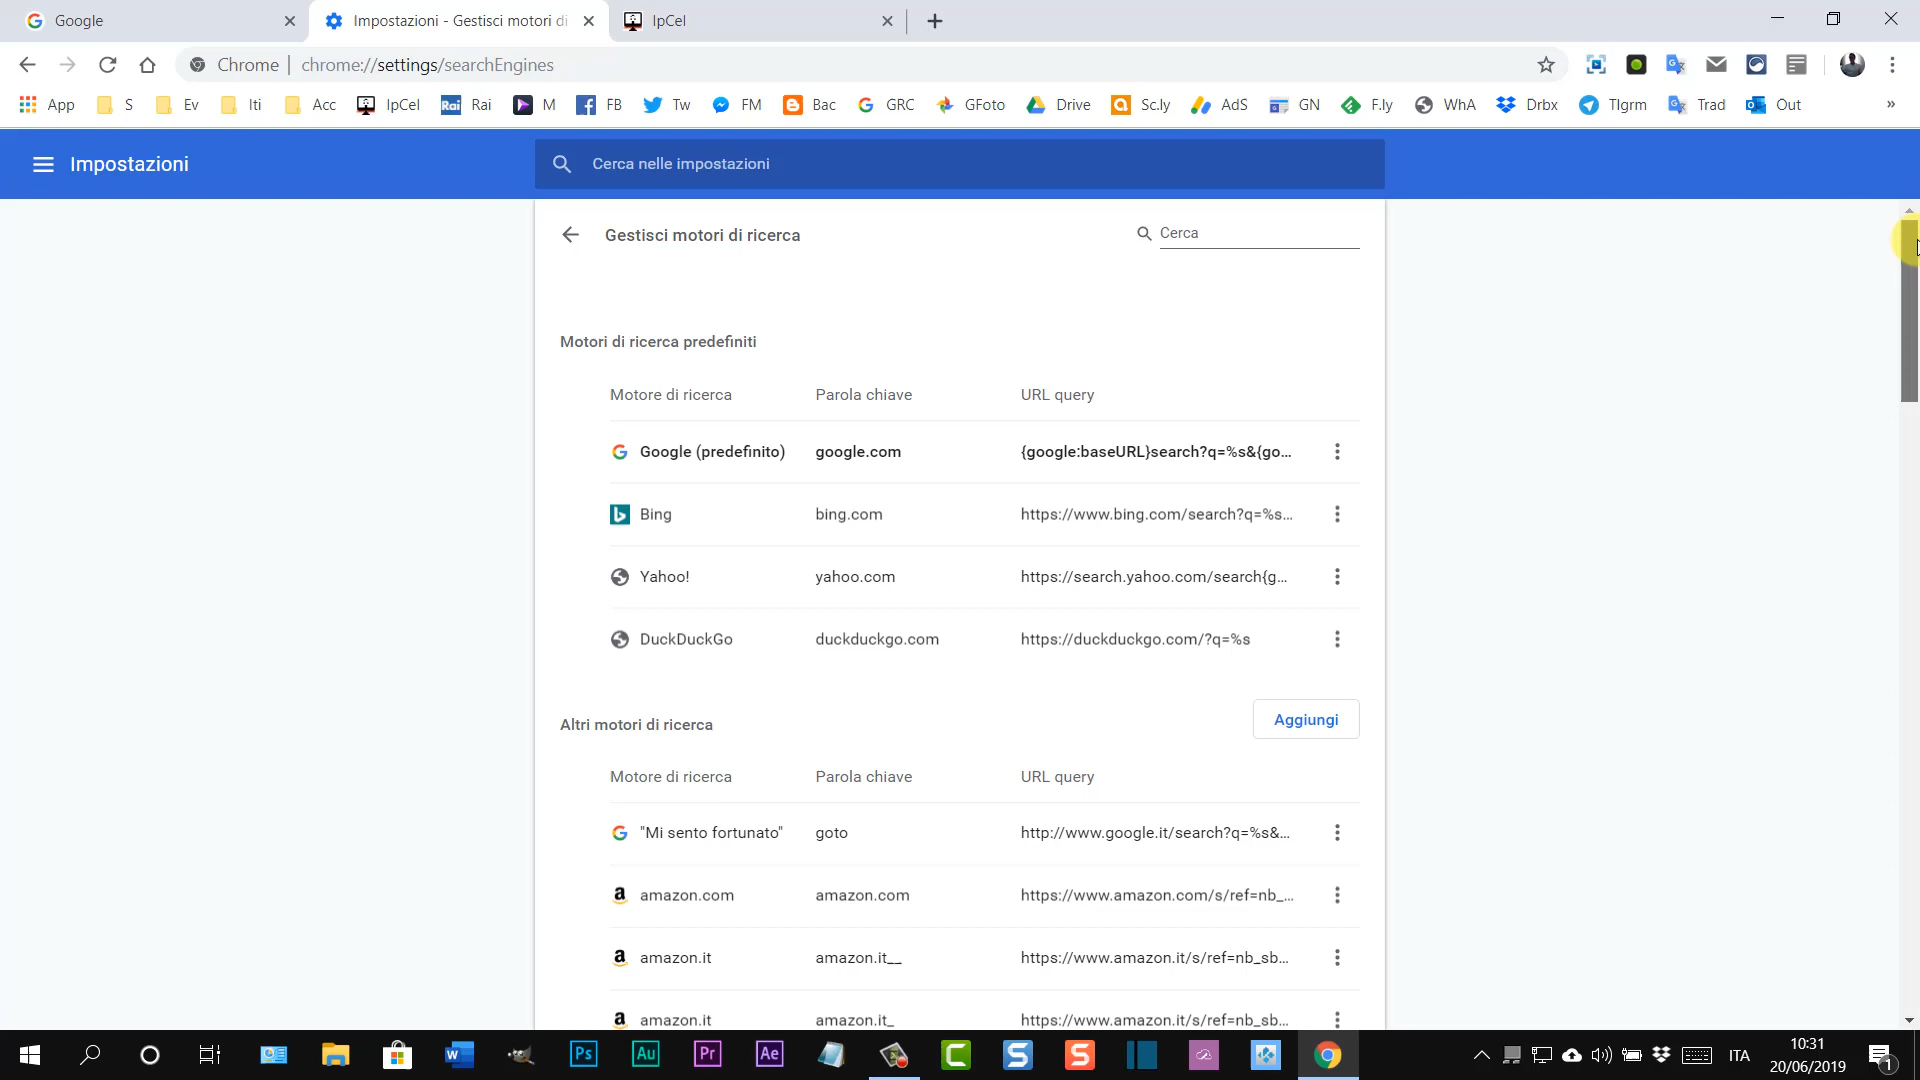 Google
Impostazioni - Gestisci motori di
IpCel
Chrome | chrome://settings/searchEngines
App S Ev Iti Acc IpCel Rai M FB Tw FM Bac GRC GFoto Drive Sc.ly AdS GN F.ly WhA Drbx Tlgrm Trad Out »
Impostazioni
Cerca nelle impostazioni
Gestisci motori di ricerca
Cerca
Motori di ricerca predefiniti
Motore di ricerca Parola chiave URL query
Google (predefinito) google.com {google:baseURL}search?q=%s&{go...
Bing bing.com https://www.bing.com/search?q=%s...
Yahoo! yahoo.com https://search.yahoo.com/search{g...
DuckDuckGo duckduckgo.com https://duckduckgo.com/?q=%s
Altri motori di ricerca
Aggiungi
Motore di ricerca Parola chiave URL query
"Mi sento fortunato" goto http://www.google.it/search?q=%s&...
amazon.com amazon.com https://www.amazon.com/s/ref=nb_...
amazon.it amazon.it__ https://www.amazon.it/s/ref=nb_sb...
amazon.it amazon.it_ https://www.amazon.it/s/ref=nb_sb...
Ps Au Pr Ae
ITA
10:31
20/06/2019
1